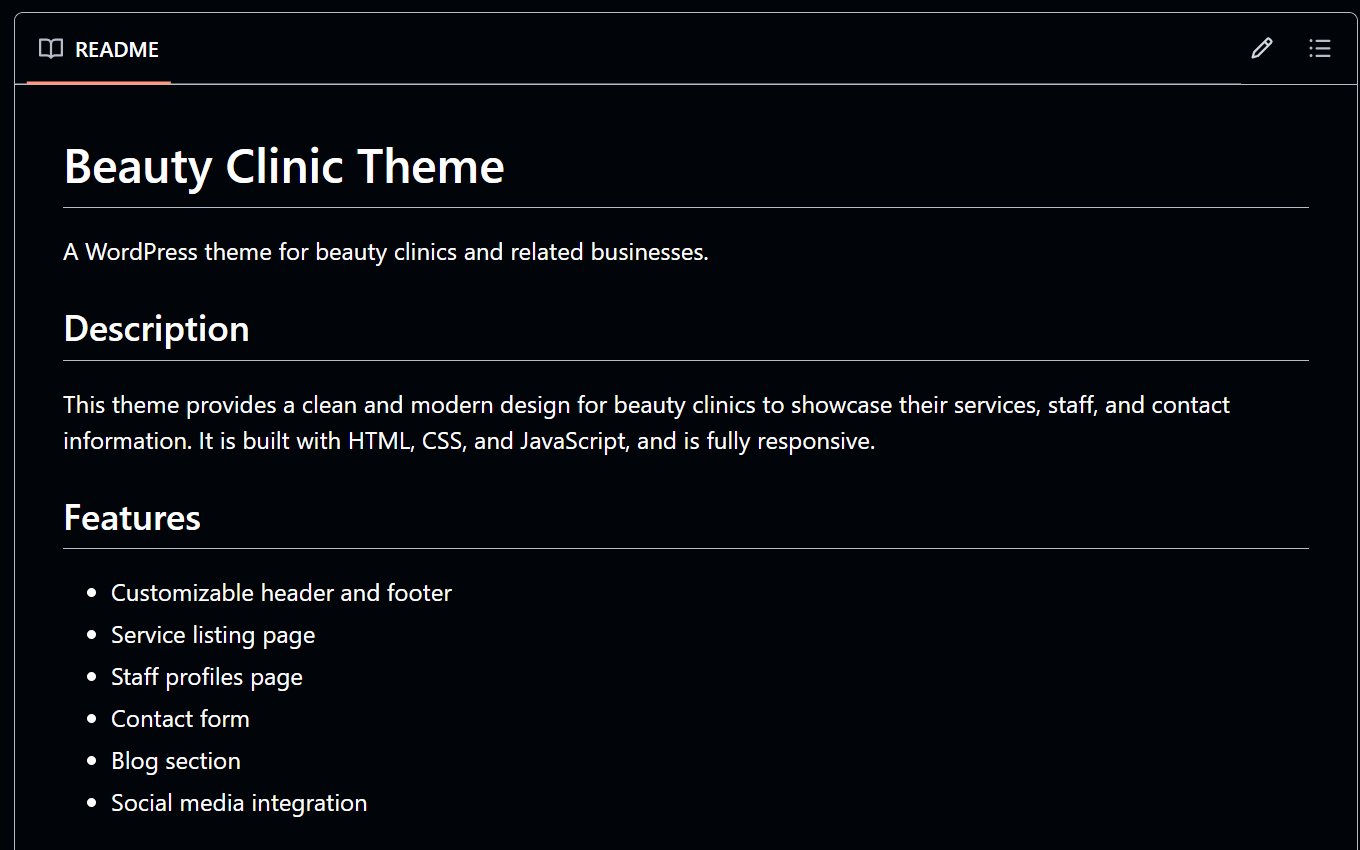 README
Beauty Clinic Theme
A WordPress theme for beauty clinics and related businesses.
Description
This theme provides a clean and modern design for beauty clinics to showcase their services, staff, and contact
information. It is built with HTML, CSS, and JavaScript, and is fully responsive.
Features
Customizable header and footer
Service listing page
Staff profiles page
Contact form
Blog section
Social media integration